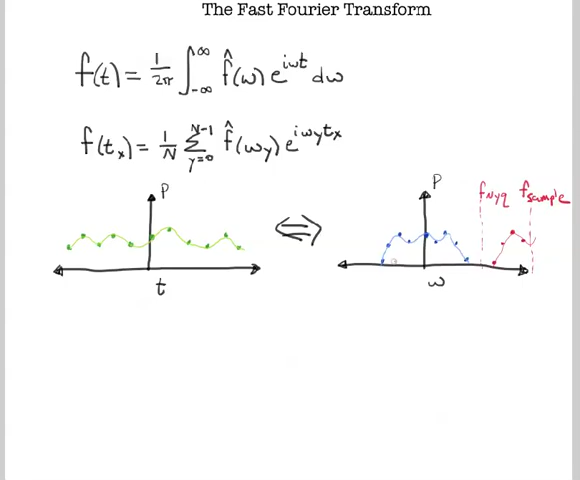 The Fast Fourier Transform
f(t) = 1/2π ∫_{-∞}^{∞} f̂(ω) e^{iωt} dω
f(t_x) = 1/N Σ_{y=0}^{N-1} f̂(ω_y) e^{iω_y t_x}
P
P
f_Nyq f_sample
t
ω